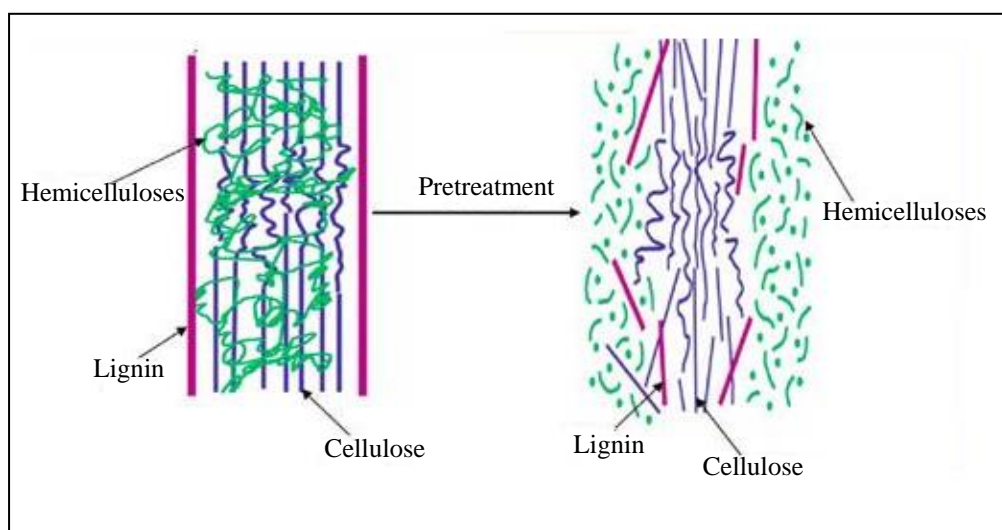 Hemicelluloses
Lignin
Cellulose
Pretreatment
Hemicelluloses
Lignin
Cellulose